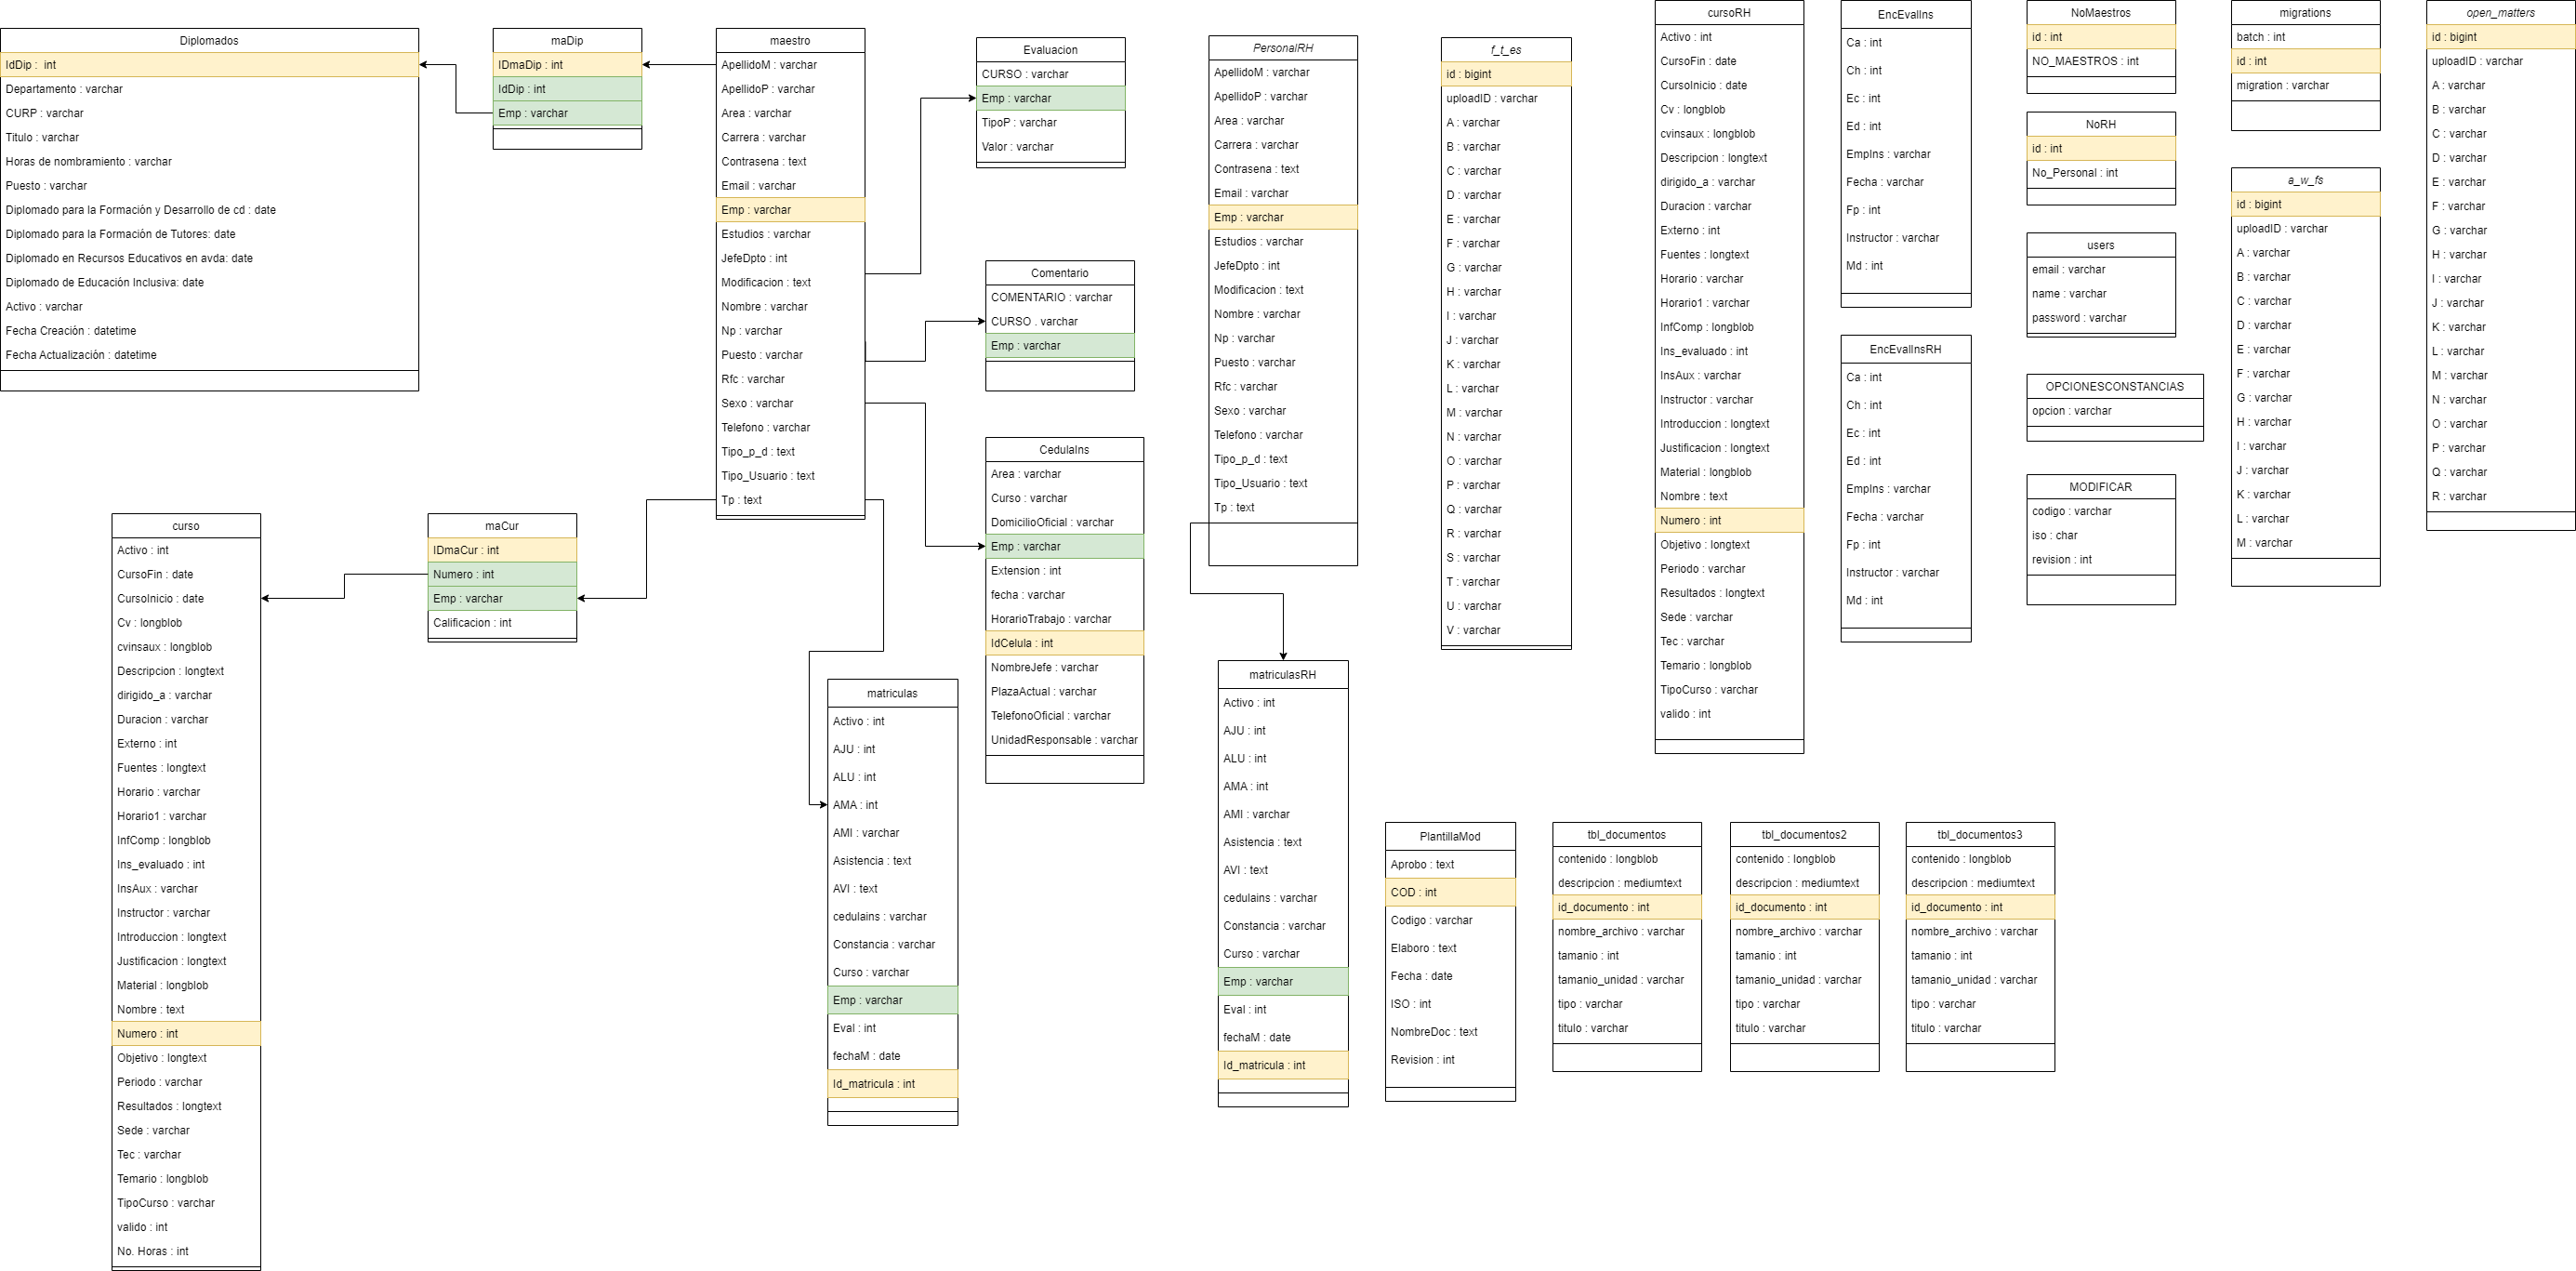 Diplomados
IdDip :  int
Departamento : varchar
CURP : varchar
Titulo : varchar
Horas de nombramiento : varchar
Puesto : varchar
Diplomado para la Formación y Desarrollo de cd : date
Diplomado para la Formación de Tutores: date
Diplomado en Recursos Educativos en avda: date
Diplomado de Educación Inclusiva: date
Activo : varchar
Fecha Creación : datetime
Fecha Actualización : datetime
maDip
IDmaDip : int
IdDip : int
Emp : varchar
maestro
ApellidoM : varchar
ApellidoP : varchar
Area : varchar
Carrera : varchar
Contrasena : text
Email : varchar
Emp : varchar
Estudios : varchar
JefeDpto : int
Modificacion : text
Nombre : varchar
Np : varchar
Puesto : varchar
Rfc : varchar
Sexo : varchar
Telefono : varchar
Tipo_p_d : text
Tipo_Usuario : text
Tp : text
Evaluacion
CURSO : varchar
Emp : varchar
TipoP : varchar
Valor : varchar
Comentario
COMENTARIO : varchar
CURSO . varchar
Emp : varchar
CedulaIns
Area : varchar
Curso : varchar
DomicilioOficial : varchar
Emp : varchar
Extension : int
fecha : varchar
HorarioTrabajo : varchar
IdCelula : int
NombreJefe : varchar
PlazaActual : varchar
TelefonoOficial : varchar
UnidadResponsable : varchar
curso
Activo : int
CursoFin : date
CursoInicio : date
Cv : longblob
cvinsaux : longblob
Descripcion : longtext
dirigido_a : varchar
Duracion : varchar
Externo : int
Fuentes : longtext
Horario : varchar
Horario1 : varchar
InfComp : longblob
Ins_evaluado : int
InsAux : varchar
Instructor : varchar
Introduccion : longtext
Justificacion : longtext
Material : longblob
Nombre : text
Numero : int
Objetivo : longtext
Periodo : varchar
Resultados : longtext
Sede : varchar
Tec : varchar
Temario : longblob
TipoCurso : varchar
valido : int
No. Horas : int
maCur
IDmaCur : int
Numero : int
Emp : varchar
Calificacion : int
matriculas
Activo : int
AJU : int
ALU : int
AMA : int
AMI : varchar
Asistencia : text
AVI : text
cedulains : varchar
Constancia : varchar
Curso : varchar
Emp : varchar
Eval : int
fechaM : date
Id_matricula : int
PersonalRH
ApellidoM : varchar
ApellidoP : varchar
Area : varchar
Carrera : varchar
Contrasena : text
Email : varchar
Emp : varchar
Estudios : varchar
JefeDpto : int
Modificacion : text
Nombre : varchar
Np : varchar
Puesto : varchar
Rfc : varchar
Sexo : varchar
Telefono : varchar
Tipo_p_d : text
Tipo_Usuario : text
Tp : text
matriculasRH
Activo : int
AJU : int
ALU : int
AMA : int
AMI : varchar
Asistencia : text
AVI : text
cedulains : varchar
Constancia : varchar
Curso : varchar
Emp : varchar
Eval : int
fechaM : date
Id_matricula : int
f_t_es
id : bigint
uploadID : varchar
A : varchar
B : varchar
C : varchar
D : varchar
E : varchar
F : varchar
G : varchar
H : varchar
I : varchar
J : varchar
K : varchar
L : varchar
M : varchar
N : varchar
O : varchar
P : varchar
Q : varchar
R : varchar
S : varchar
T : varchar
U : varchar
V : varchar
cursoRH
Activo : int
CursoFin : date
CursoInicio : date
Cv : longblob
cvinsaux : longblob
Descripcion : longtext
dirigido_a : varchar
Duracion : varchar
Externo : int
Fuentes : longtext
Horario : varchar
Horario1 : varchar
InfComp : longblob
Ins_evaluado : int
InsAux : varchar
Instructor : varchar
Introduccion : longtext
Justificacion : longtext
Material : longblob
Nombre : text
Numero : int
Objetivo : longtext
Periodo : varchar
Resultados : longtext
Sede : varchar
Tec : varchar
Temario : longblob
TipoCurso : varchar
valido : int
EncEvalIns
Ca : int
Ch : int
Ec : int
Ed : int
EmpIns : varchar
Fecha : varchar
Fp : int
Instructor : varchar
Md : int
EncEvalInsRH
Ca : int
Ch : int
Ec : int
Ed : int
EmpIns : varchar
Fecha : varchar
Fp : int
Instructor : varchar
Md : int
NoMaestros
id : int
NO_MAESTROS : int
NoRH
id : int
No_Personal : int
users
email : varchar
name : varchar
password : varchar
OPCIONESCONSTANCIAS
opcion : varchar
MODIFICAR
codigo : varchar
iso : char
revision : int
migrations
batch : int
id : int
migration : varchar
a_w_fs
id : bigint
uploadID : varchar
A : varchar
B : varchar
C : varchar
D : varchar
E : varchar
F : varchar
G : varchar
H : varchar
I : varchar
J : varchar
K : varchar
L : varchar
M : varchar
open_matters
id : bigint
uploadID : varchar
A : varchar
B : varchar
C : varchar
D : varchar
E : varchar
F : varchar
G : varchar
H : varchar
I : varchar
J : varchar
K : varchar
L : varchar
M : varchar
N : varchar
O : varchar
P : varchar
Q : varchar
R : varchar
PlantillaMod
Aprobo : text
COD : int
Codigo : varchar
Elaboro : text
Fecha : date
ISO : int
NombreDoc : text
Revision : int
tbl_documentos
contenido : longblob
descripcion : mediumtext
id_documento : int
nombre_archivo : varchar
tamanio : int
tamanio_unidad : varchar
tipo : varchar
titulo : varchar
tbl_documentos2
contenido : longblob
descripcion : mediumtext
id_documento : int
nombre_archivo : varchar
tamanio : int
tamanio_unidad : varchar
tipo : varchar
titulo : varchar
tbl_documentos3
contenido : longblob
descripcion : mediumtext
id_documento : int
nombre_archivo : varchar
tamanio : int
tamanio_unidad : varchar
tipo : varchar
titulo : varchar